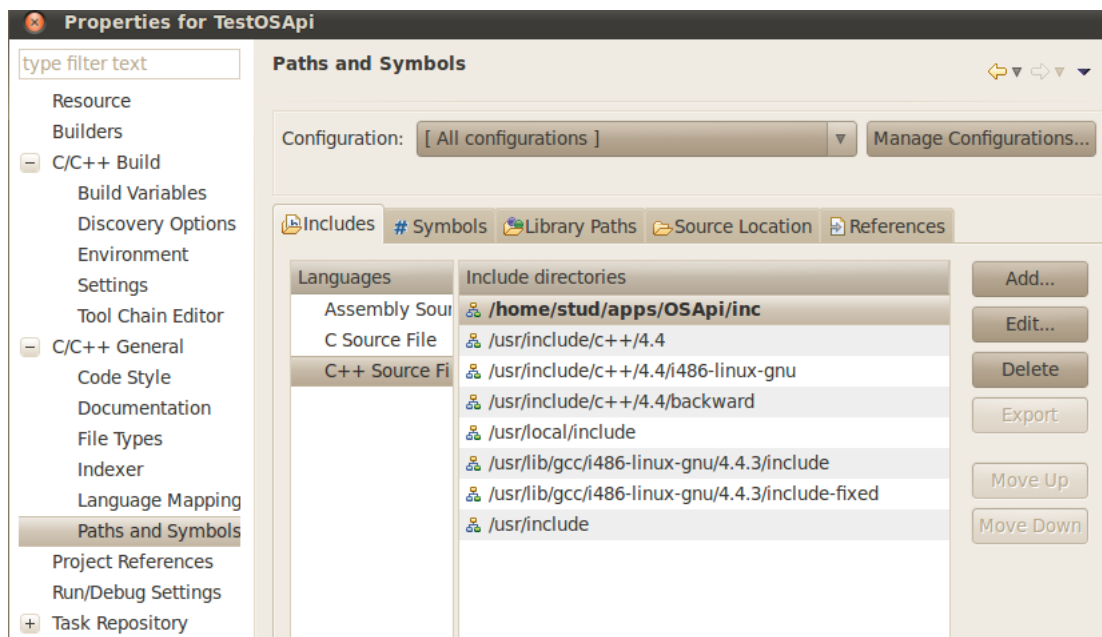 Properties for TestOSApi
type filter text
Resource
Builders
C/C++ Build
Build Variables
Discovery Options
Environment
Settings
Tool Chain Editor
C/C++ General
Code Style
Documentation
File Types
Indexer
Language Mapping
Paths and Symbols
Project References
Run/Debug Settings
Task Repository
Paths and Symbols
Configuration: [ All configurations ] Manage Configurations...
Includes # Symbols Library Paths Source Location References
Languages
Assembly Sour
C Source File
C++ Source Fi
Include directories
/home/stud/apps/OSApi/inc
/usr/include/c++/4.4
/usr/include/c++/4.4/i486-linux-gnu
/usr/include/c++/4.4/backward
/usr/local/include
/usr/lib/gcc/i486-linux-gnu/4.4.3/include
/usr/lib/gcc/i486-linux-gnu/4.4.3/include-fixed
/usr/include
Add...
Edit...
Delete
Export
Move Up
Move Down